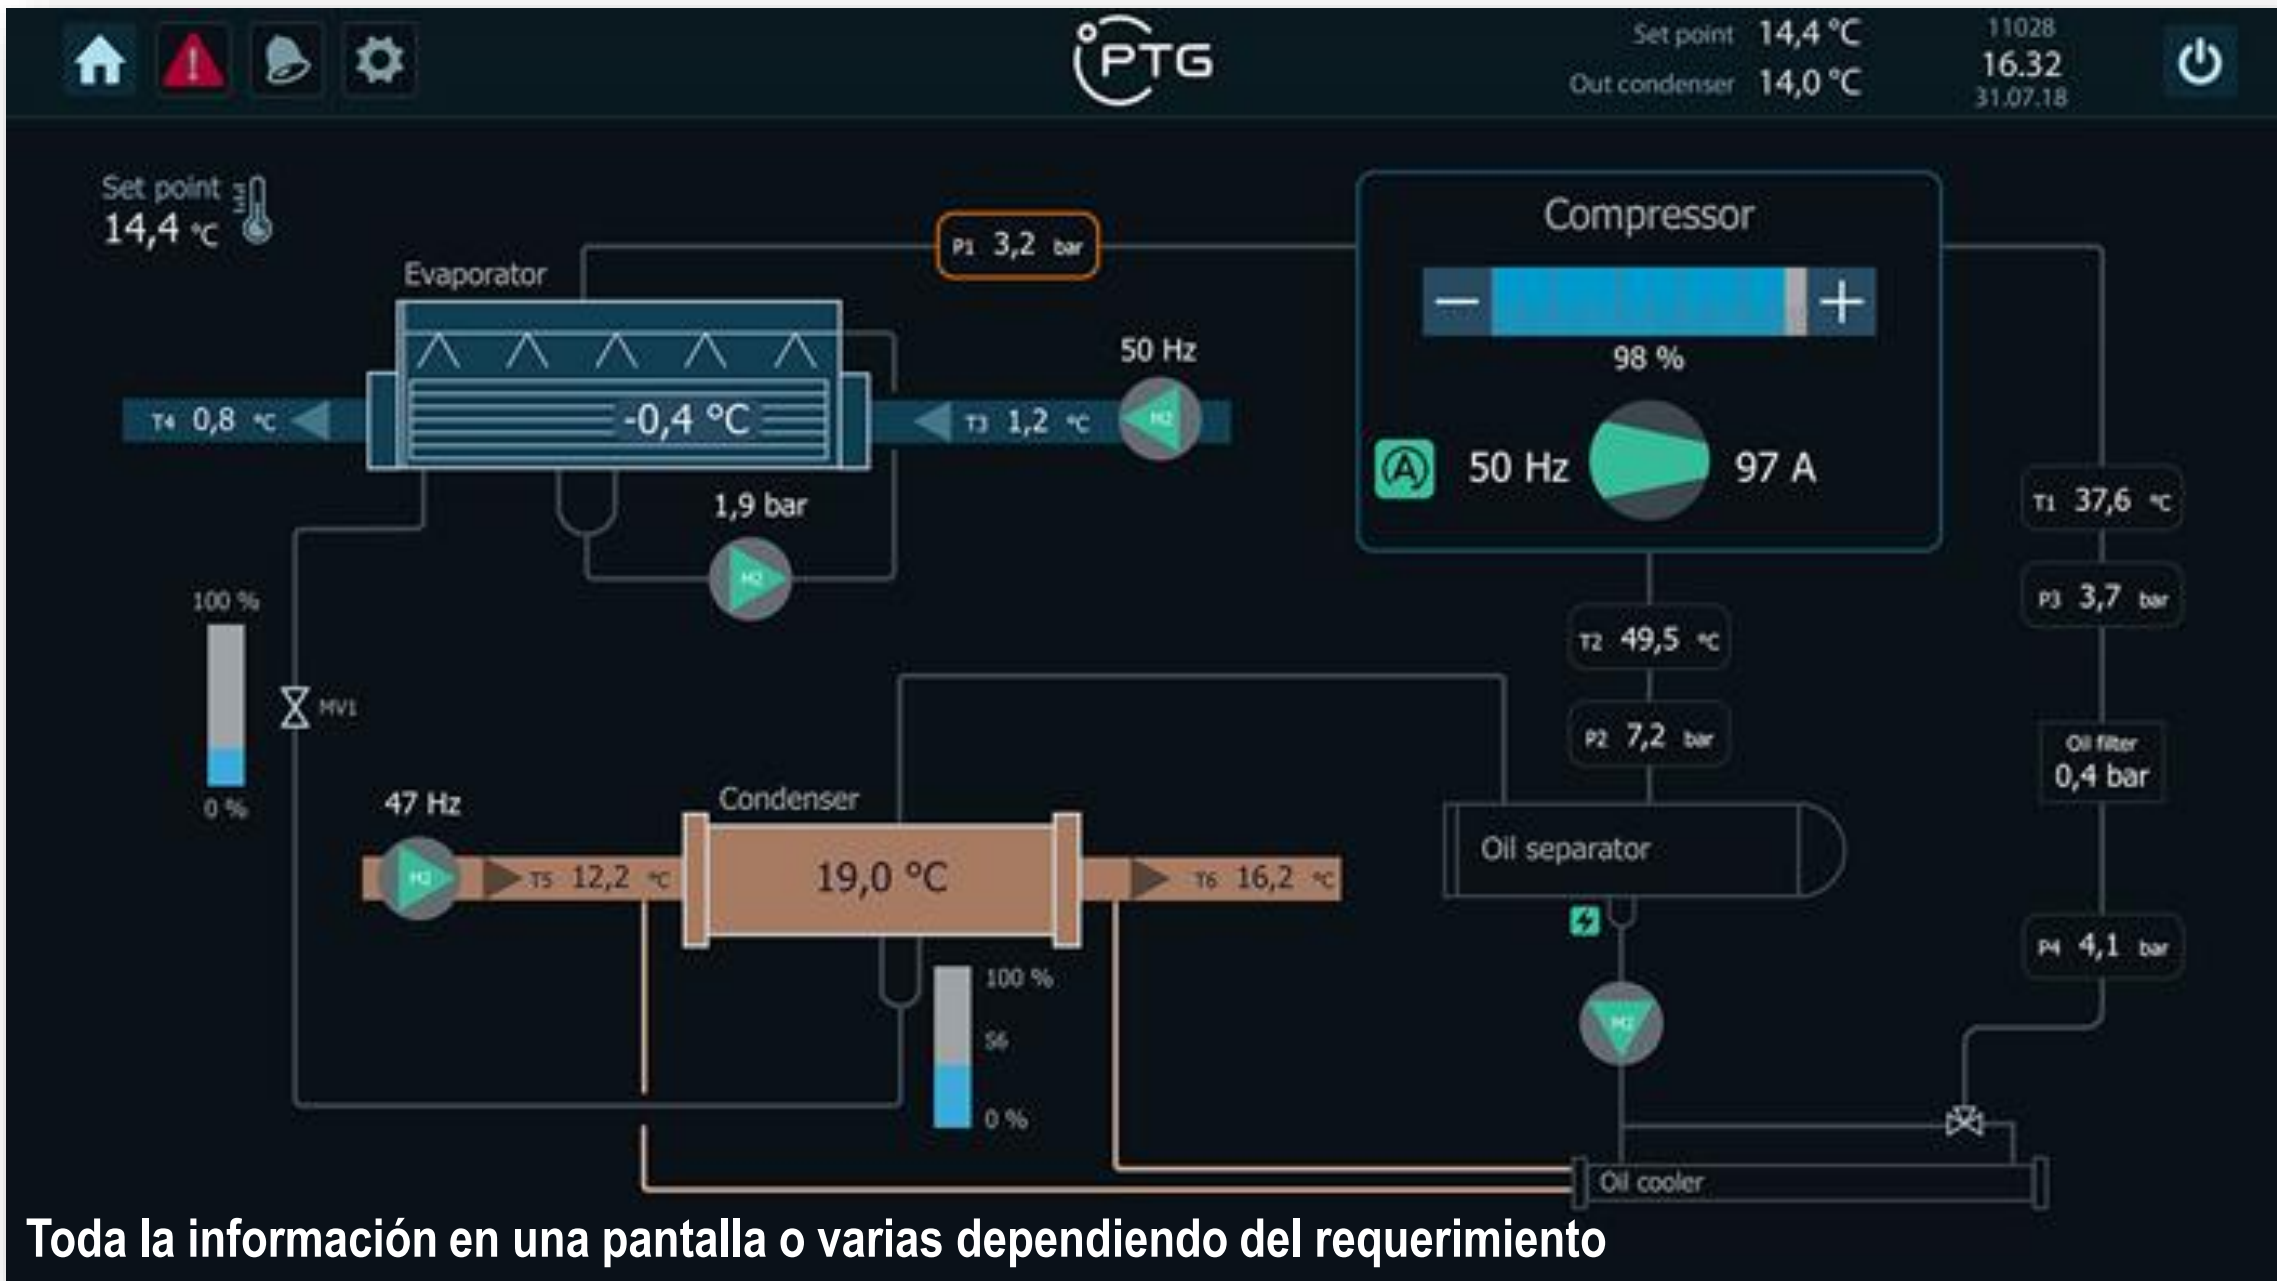 PTG
Set point 14,4 °C
Out condenser 14,0 °C
11028
16.32
31.07.18
Set point
14,4 °C
P1 3,2 bar
Compressor
98 %
A 50 Hz 97 A
Evaporator
50 Hz
T4 0,8 °C
-0,4 °C
T3 1,2 °C
M2
1,9 bar
M2
T1 37,6 °C
P3 3,7 bar
T2 49,5 °C
P2 7,2 bar
100 %
MV1
0 %
Oil filter
0,4 bar
47 Hz
Condenser
M2
T5 12,2 °C
19,0 °C
T6 16,2 °C
Oil separator
P4 4,1 bar
100 %
S6
0 %
M2
Oil cooler
Toda la información en una pantalla o varias dependiendo del requerimiento